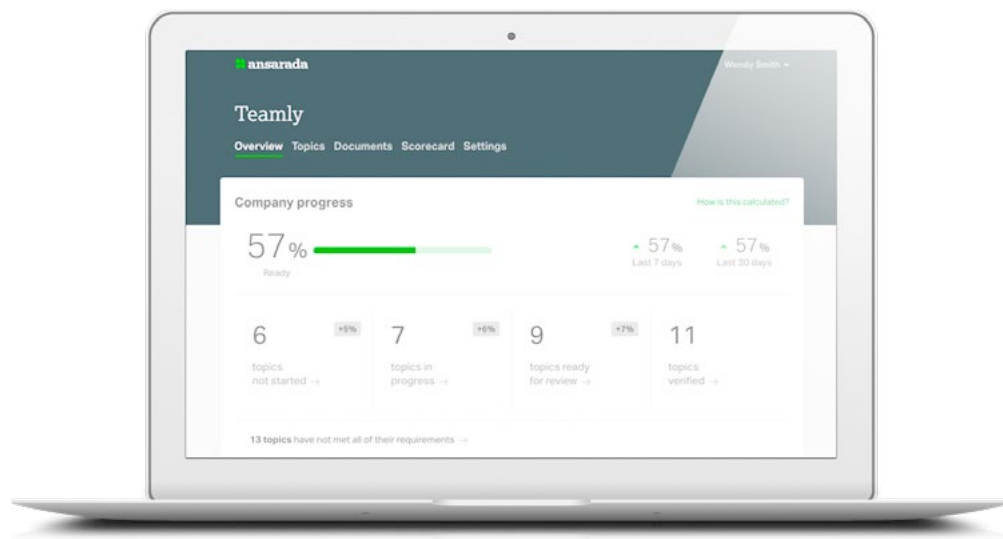 ansarada
Wendy Smith
Teamly
Overview Topics Documents Scorecard Settings
Company progress
How is this calculated?
57%
Ready
57%
Last 7 days
57%
Last 30 days
6
+5%
topics
not started →
7
+6%
topics in
progress →
9
+7%
topics ready
for review →
11
topics
verified →
13 topics have not met all of their requirements →